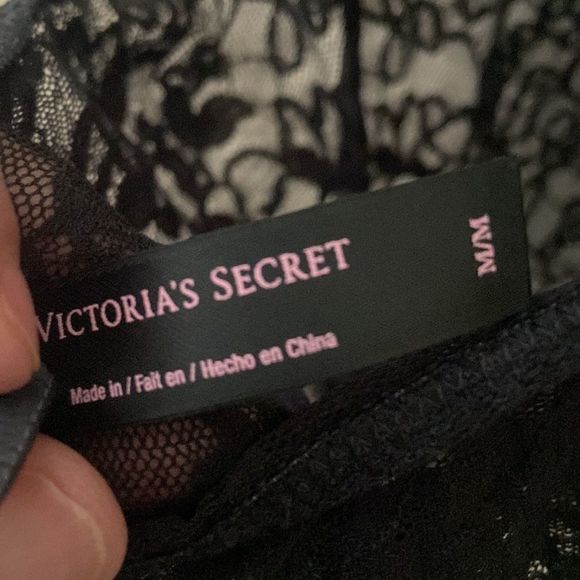 VICTORIA'S SECRET
M/M
Made in / Fait en / Hecho en China